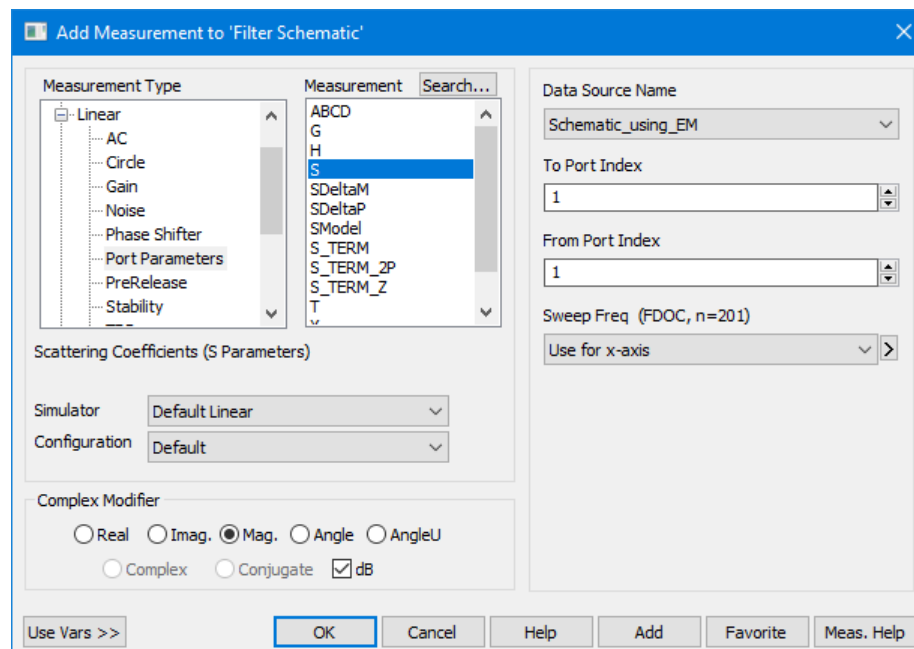 Add Measurement to 'Filter Schematic'
Measurement Type
Linear
AC
Circle
Gain
Noise
Phase Shifter
Port Parameters
PreRelease
Stability
Measurement Search...
ABCD
G
H
S
SDeltaM
SDeltaP
SModel
S_TERM
S_TERM_2P
S_TERM_Z
T
Scattering Coefficients (S Parameters)
Simulator Default Linear
Configuration Default
Complex Modifier
Real Imag. Mag. Angle AngleU
Complex Conjugate dB
Data Source Name
Schematic_using_EM
To Port Index
1
From Port Index
1
Sweep Freq (FDOC, n=201)
Use for x-axis >
Use Vars >> OK Cancel Help Add Favorite Meas. Help